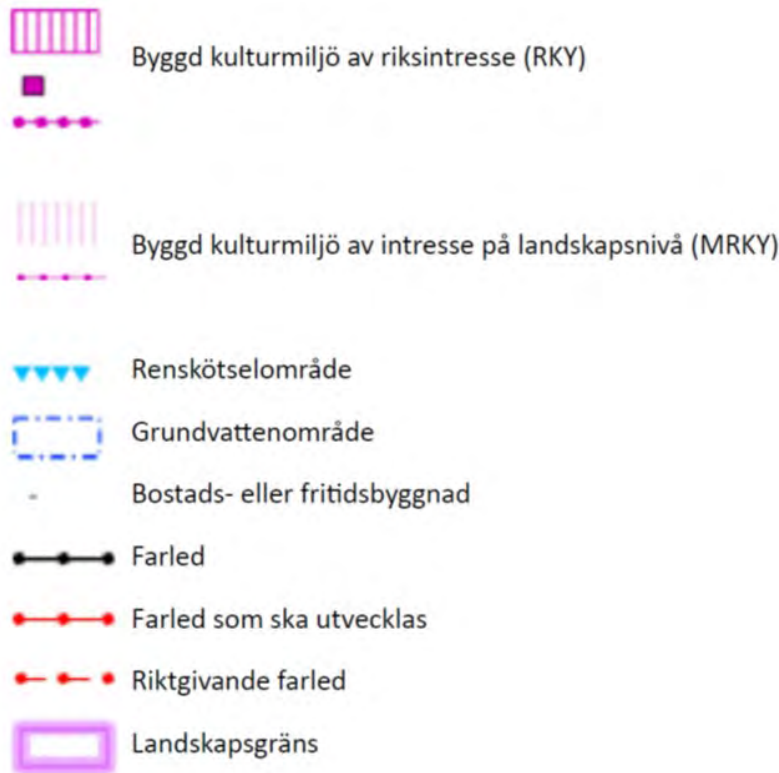 Byggd kulturmiljö av riksintresse (RKY)
Byggd kulturmiljö av intresse på landskapsnivå (MRKY)
Renskötselområde
Grundvattenområde
Bostads- eller fritidsbyggnad
Farled
Farled som ska utvecklas
Riktgivande farled
Landskapsgräns